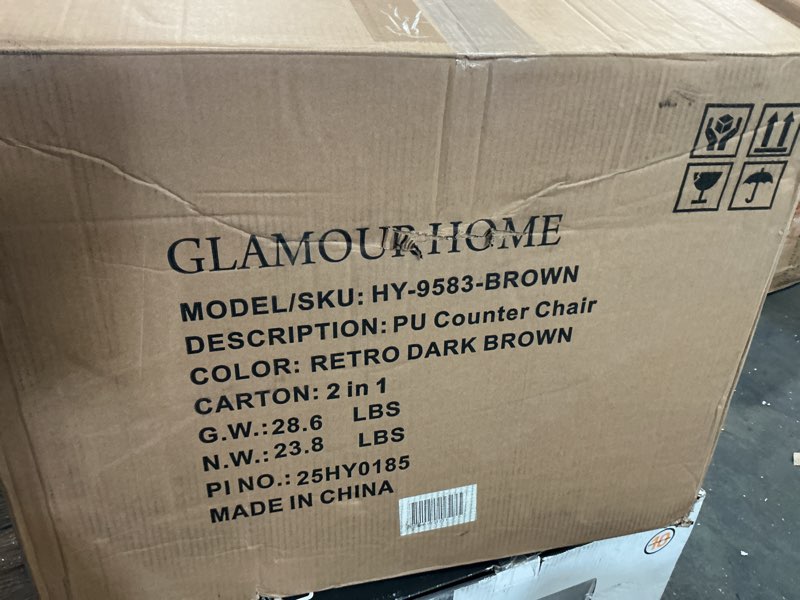 GLAMOUR HOME
MODEL/SKU: HY-9583-BROWN
DESCRIPTION: PU Counter Chair
COLOR: RETRO DARK BROWN
CARTON: 2 in 1
G.W.: 28.6 LBS
N.W.: 23.8 LBS
PI NO.: 25HY0185
MADE IN CHINA